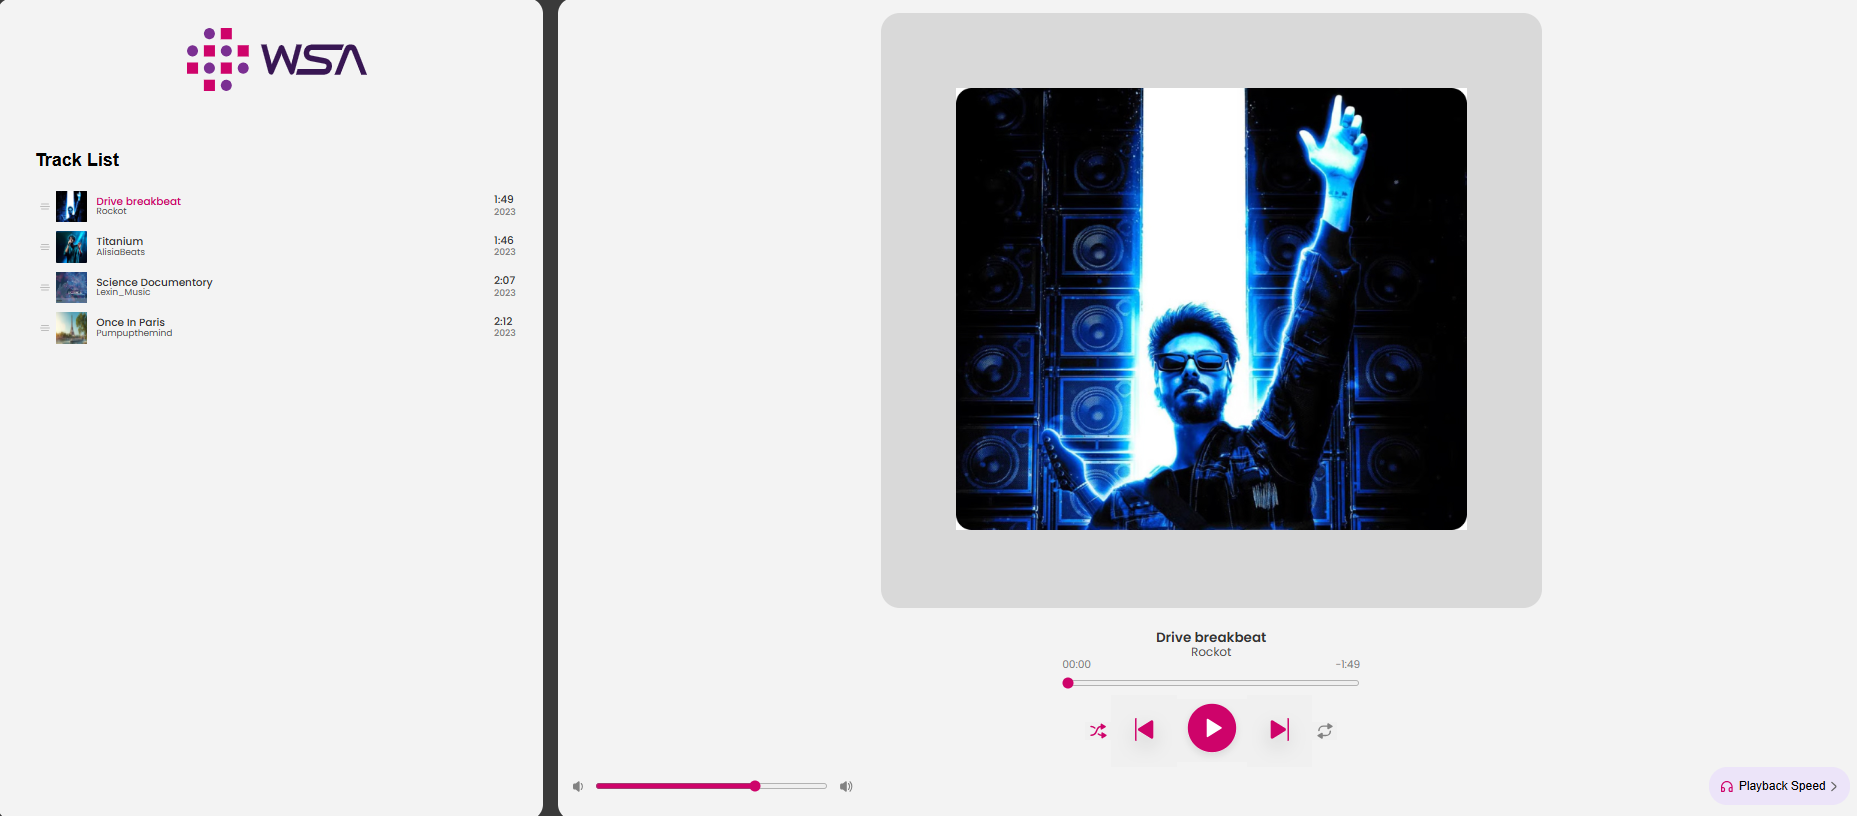 WSA
Track List
Drive breakbeat
Rockot
1:49
2023
Titanium
AlisiaBeats
1:46
2023
Science Documentory
Lexin_Music
2:07
2023
Once In Paris
Pumpupthemind
2:12
2023
Drive breakbeat
Rockot
00:00
-1:49
Playback Speed